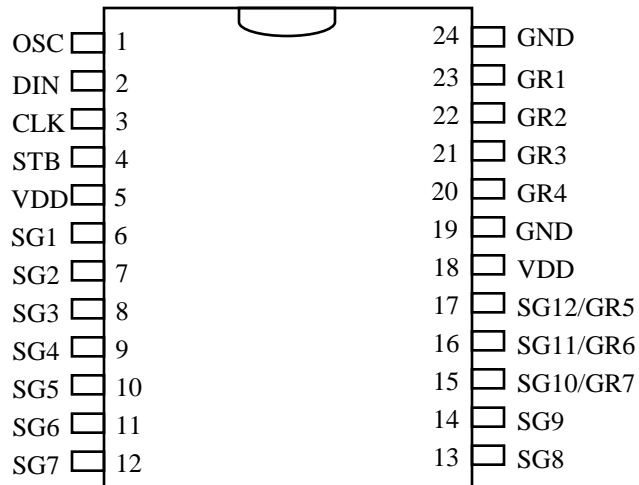 OSC 1 24 GND
DIN 2 23 GR1
CLK 3 22 GR2
STB 4 21 GR3
VDD 5 20 GR4
SG1 6 19 GND
SG2 7 18 VDD
SG3 8 17 SG12/GR5
SG4 9 16 SG11/GR6
SG5 10 15 SG10/GR7
SG6 11 14 SG9
SG7 12 13 SG8